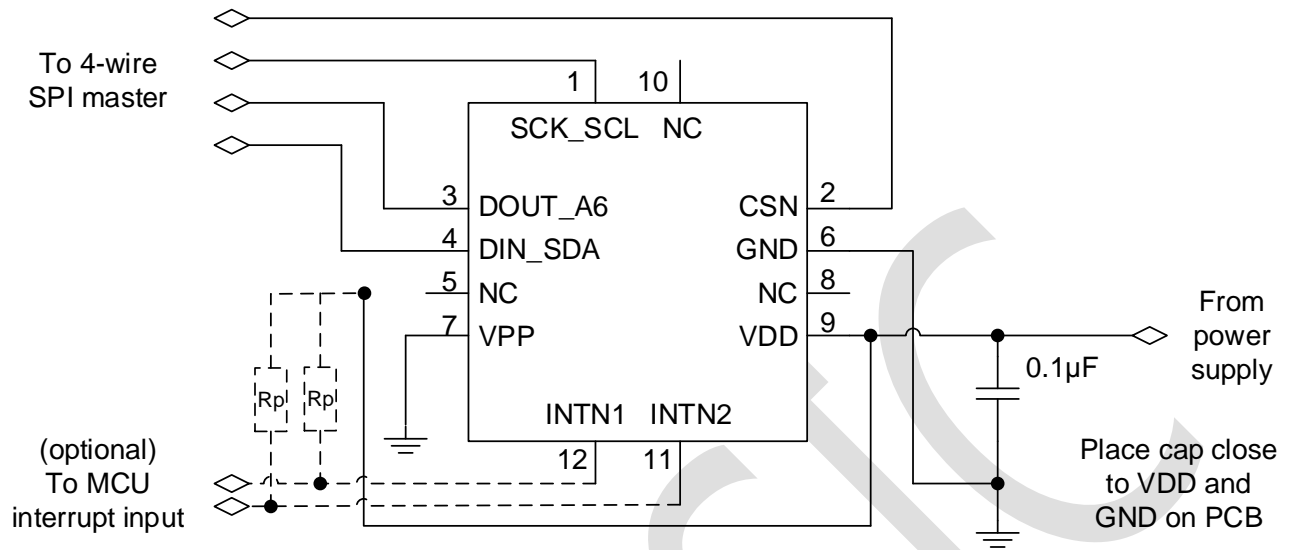 To 4-wire
SPI master
1
10
SCK_SCL NC
3
DOUT_A6
CSN
2
4
DIN_SDA
GND
6
5
NC
NC
8
7
VPP
VDD
9
From
power
supply
0.1µF
Rp
Rp
INTN1 INTN2
12
11
(optional)
To MCU
interrupt input
Place cap close
to VDD and
GND on PCB